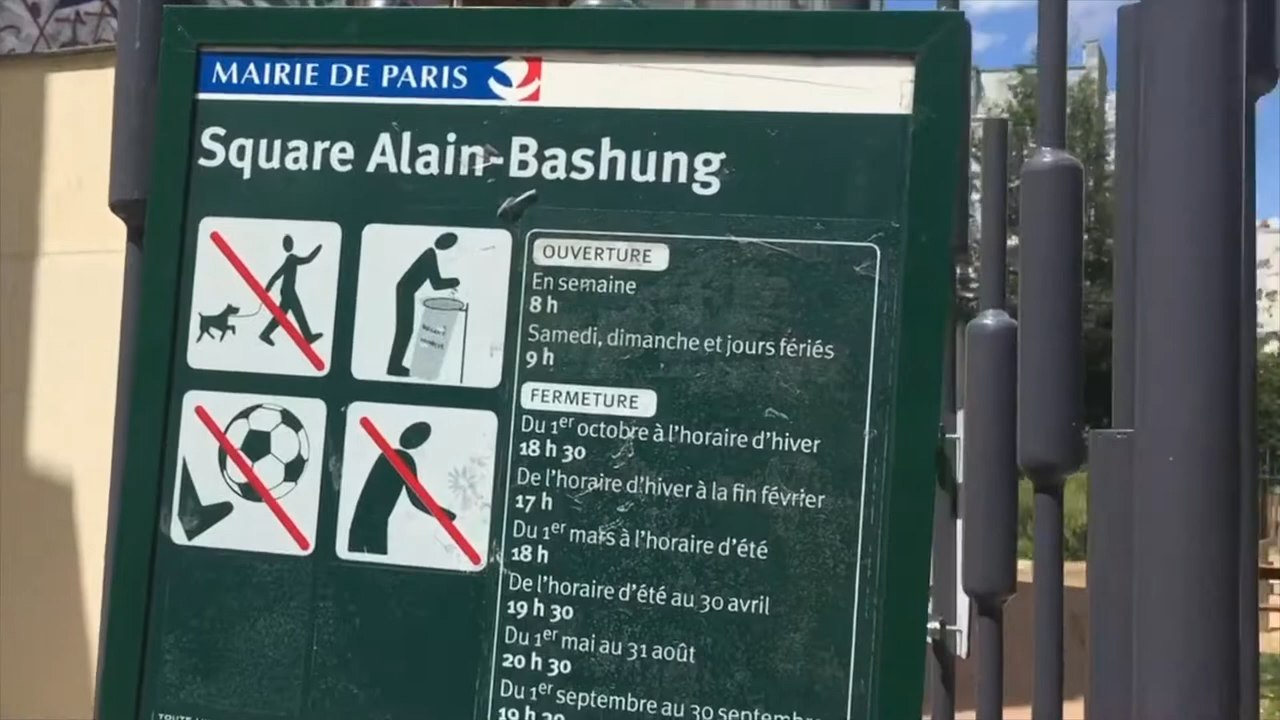 MAIRIE DE PARIS
Square Alain-Bashung
OUVERTURE
En semaine
8 h
Samedi, dimanche et jours fériés
9 h
FERMETURE
Du 1er octobre à l'horaire d'hiver
18 h 30
De l'horaire d'hiver à la fin février
17 h
Du 1er mars à l'horaire d'été
18 h
De l'horaire d'été au 30 avril
19 h 30
Du 1er mai au 31 août
20 h 30
Du 1er septembre au 30 septembre
19 h 30